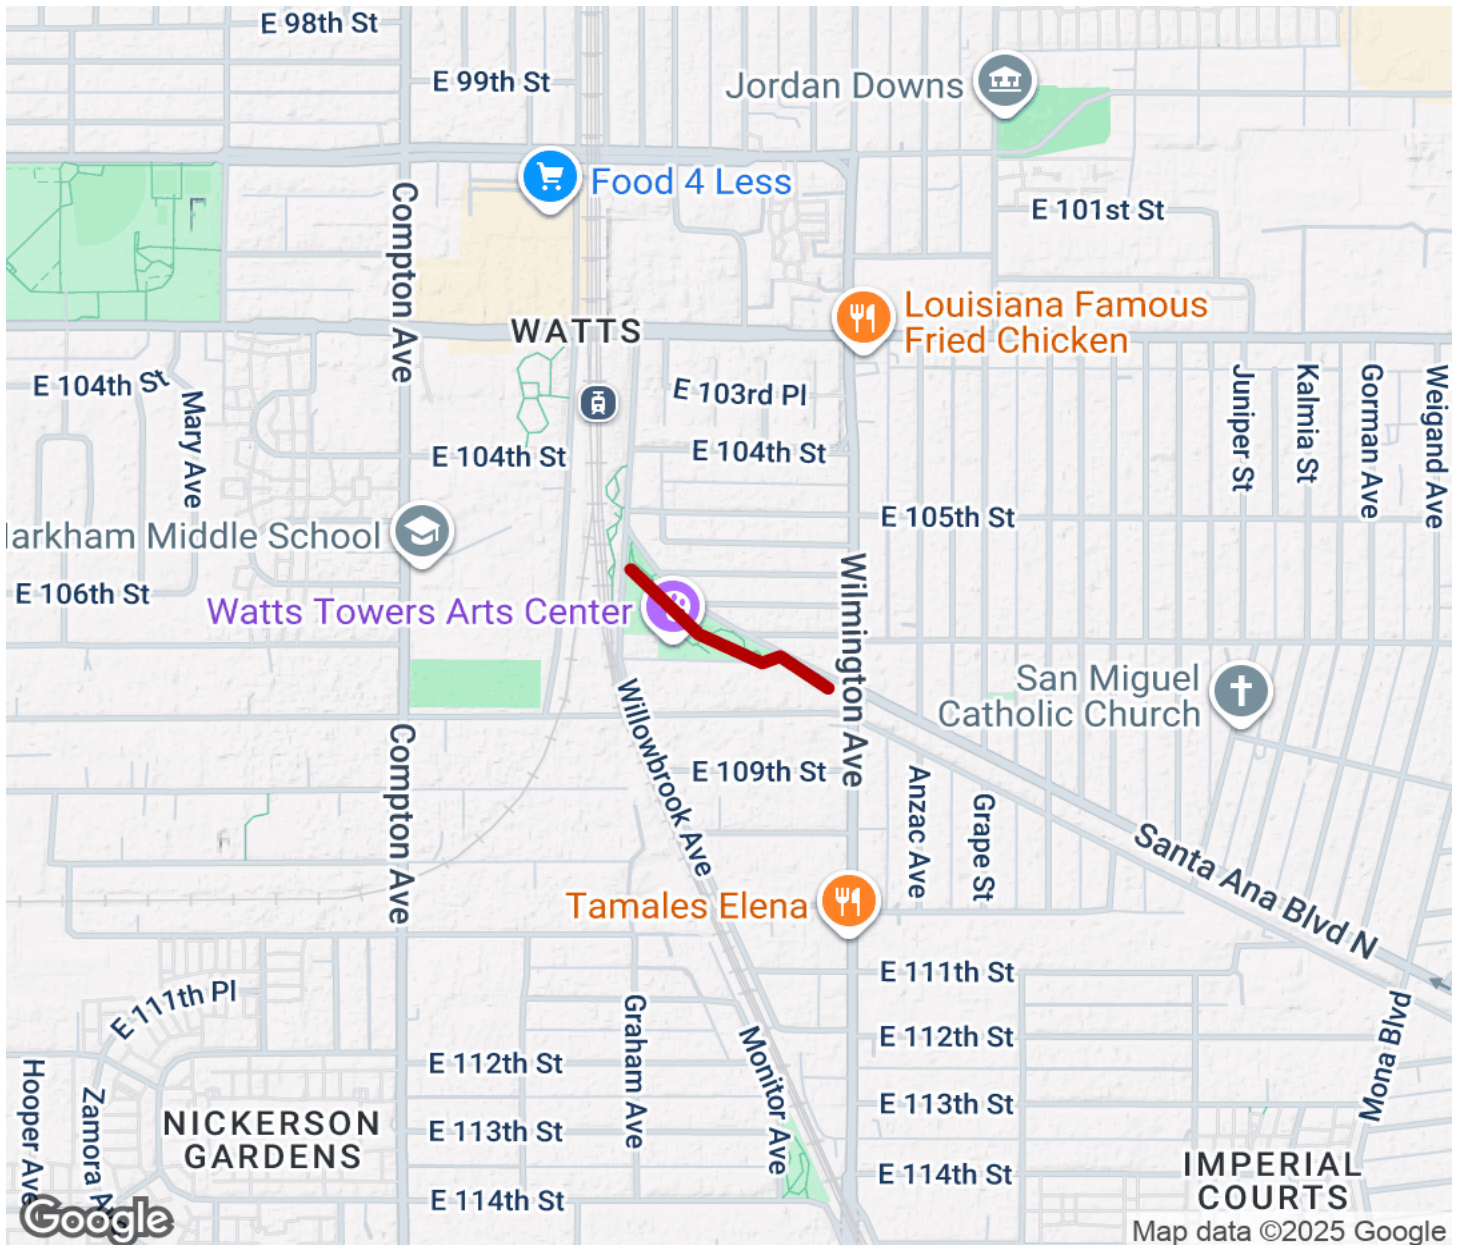 E 98th St
E 99th St
Jordan Downs
Food 4 Less
Compton Ave
E 101st St
Louisiana Famous
Fried Chicken
WATTS
E 104th St
Mary Ave
E 103rd Pl
E 104th St
E 104th St
Juniper St
Kalmia St
Gorman Ave
Weigand Ave
E 105th St
arkham Middle School
E 106th St
Watts Towers Arts Center
Wilmington Ave
San Miguel
Catholic Church
Willowbrook Ave
Compton Ave
E 109th St
Anzac Ave
Grape St
Santa Ana Blvd N
Tamales Elena
E 111th St
E 111th Pl
Graham Ave
Monitor Ave
E 112th St
Mona Blvd
E 112th St
Hooper Ave
Zamora Ave
E 113th St
NICKERSON
GARDENS
E 113th St
E 114th St
IMPERIAL
COURTS
E 114th St
Google
Map data ©2025 Google